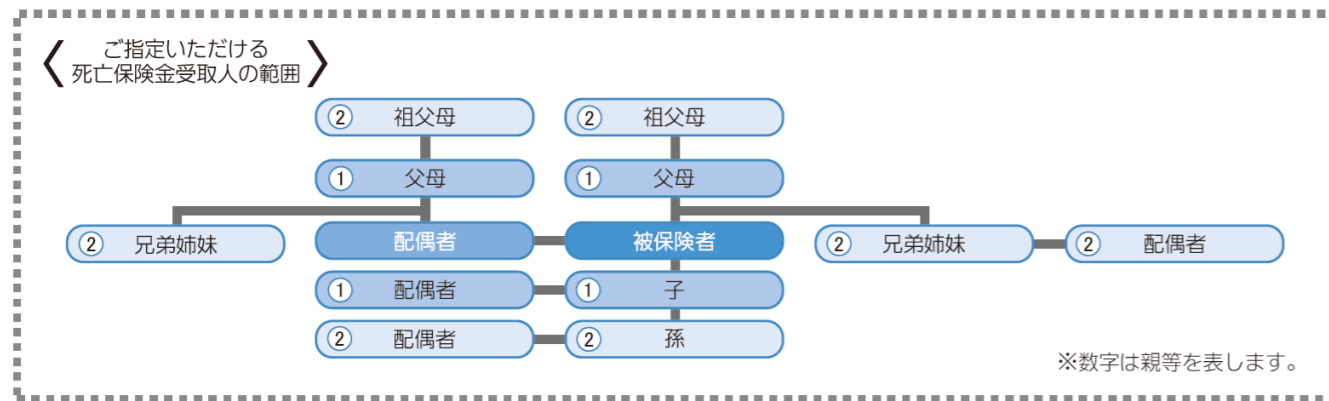 ご指定いただける
死亡保険金受取人の範囲
② 祖父母
② 祖父母
① 父母
① 父母
② 兄弟姉妹
配偶者
被保険者
② 兄弟姉妹
② 配偶者
① 配偶者
① 子
② 配偶者
② 孫
※数字は親等を表します。